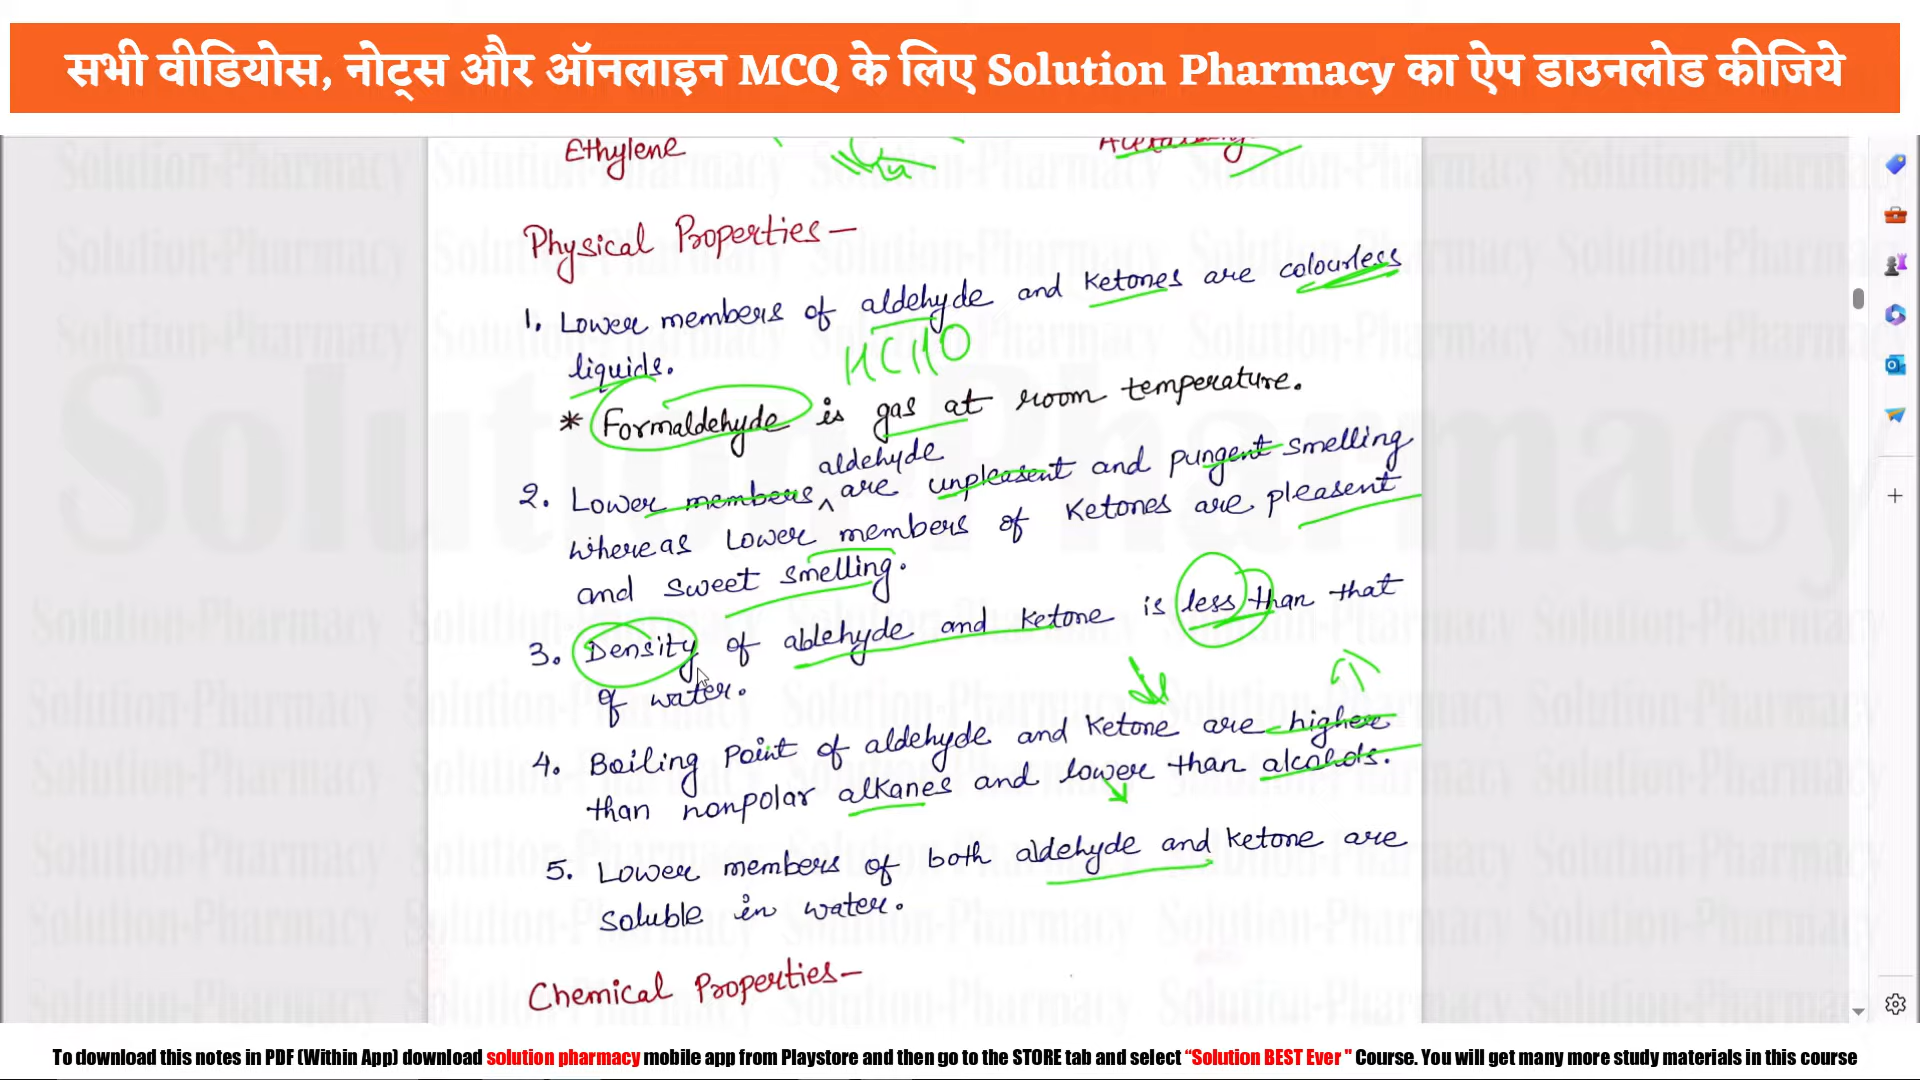 सभी वीडियोस, नोट्स और ऑनलाइन MCQ के लिए Solution Pharmacy का ऐप डाउनलोड कीजिये
Ethylene
Physical Properties —
1. Lower members of aldehyde and ketones are colourless
liquids.
HCHO
* Formaldehyde is gas at room temperature.
aldehyde
2. Lower members ^ are unpleasent and pungent smelling
whereas Lower members of Ketones are pleasent
and sweet smelling.
3. Density of ablehyde and ketone is less than that
of water.
4. Boiling Point of aldehyde and Ketone are higher
than nonpolar alkanes and lower than alcohols.
5. Lower members of both aldehyde and ketone are
soluble in water.
Chemical Properties —
Solution Pharmacy
To download this notes in PDF (Within App) download solution pharmacy mobile app from Playstore and then go to the STORE tab and select "Solution BEST Ever " Course. You will get many more study materials in this course